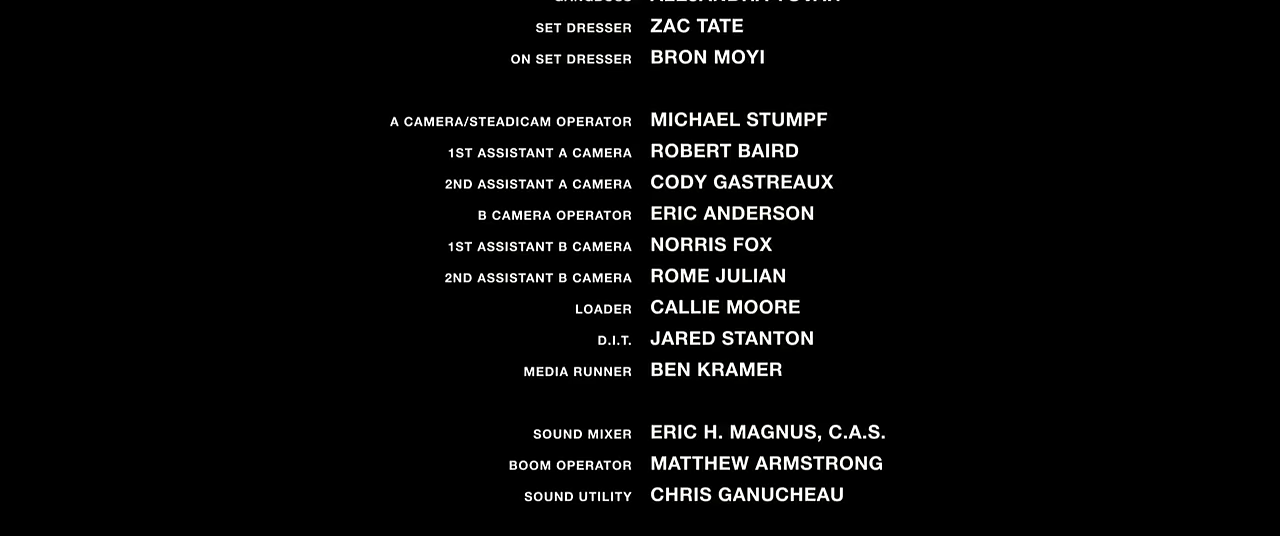 SET DRESSER ZAC TATE
ON SET DRESSER BRON MOYI
A CAMERA/STEADICAM OPERATOR MICHAEL STUMPF
1ST ASSISTANT A CAMERA ROBERT BAIRD
2ND ASSISTANT A CAMERA CODY GASTREAUX
B CAMERA OPERATOR ERIC ANDERSON
1ST ASSISTANT B CAMERA NORRIS FOX
2ND ASSISTANT B CAMERA ROME JULIAN
LOADER CALLIE MOORE
D.I.T. JARED STANTON
MEDIA RUNNER BEN KRAMER
SOUND MIXER ERIC H. MAGNUS, C.A.S.
BOOM OPERATOR MATTHEW ARMSTRONG
SOUND UTILITY CHRIS GANUCHEAU